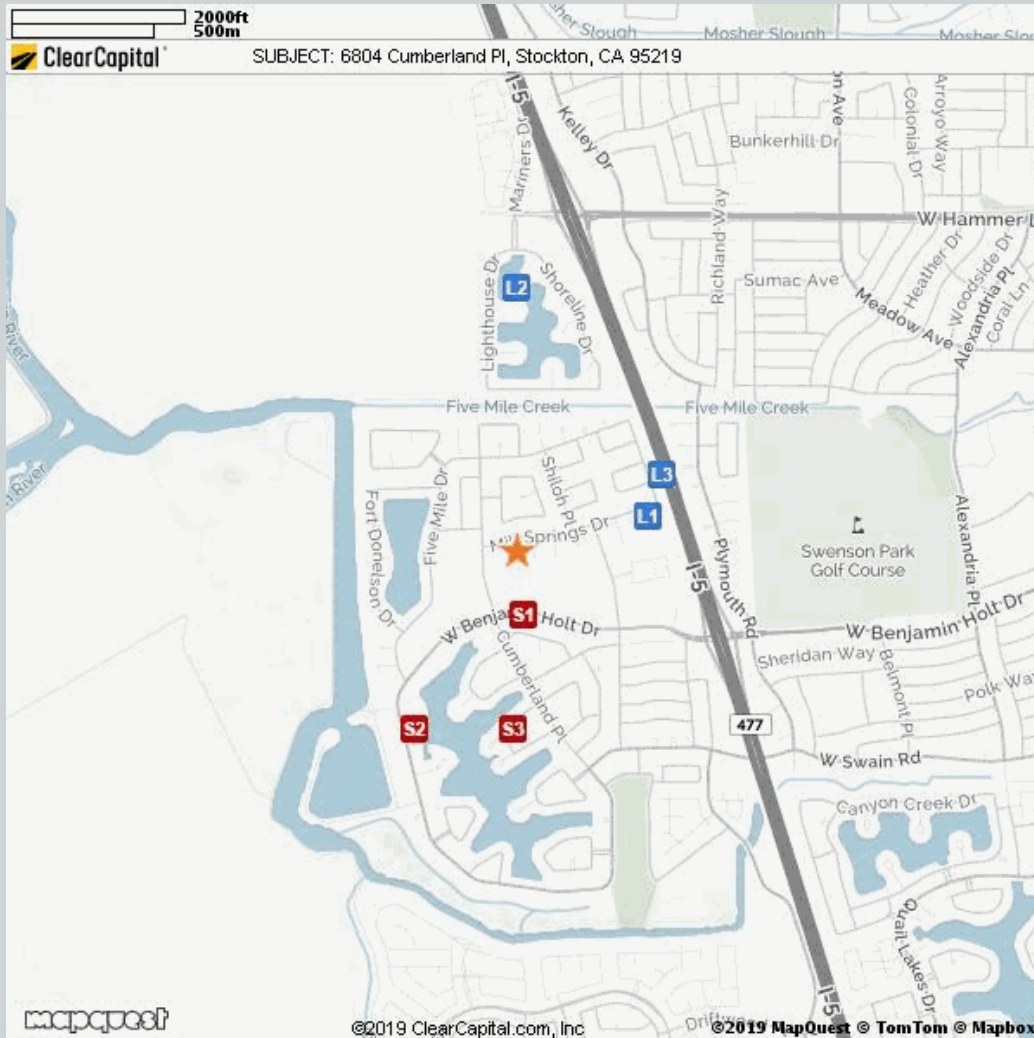 2000ft
500m
ClearCapital
SUBJECT: 6804 Cumberland Pl, Stockton, CA 95219
Mosher Slough
Mosher Slough
I-5
Kelley Dr
Mariners Dr
Bunkerhill Dr
Colonial Dr
Arroyo Way
W Hammer L
Richland Way
Lighthouse Dr
Shoreline Dr
L2
Sumac Ave
Meadow Ave
Heather Dr
Woodside Dr
Alexandria Pl
Coral Ln
River
Five Mile Creek
Five Mile Creek
River
Fort Donelson Dr
Five Mile Dr
Shiloh Pl
L3
L1
Springs Dr
Swenson Park
Golf Course
Alexandria Pl
Plymouth Rd
I-5
S1
W Benja Holt Dr
W Benjamin Holt Dr
Cumberland Pl
Sheridan Way
Belmont Pl
Polk Way
S2
S3
477
W Swain Rd
Canyon Creek Dr
Quail Lakes Dr
I-5
mapquest
©2019 ClearCapital.com, Inc
©2019 MapQuest © TomTom © Mapbox